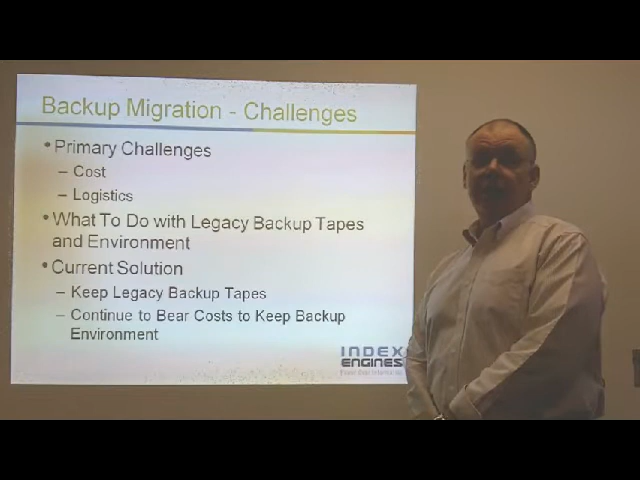 Backup Migration - Challenges
• Primary Challenges
– Cost
– Logistics
• What To Do with Legacy Backup Tapes
and Environment
• Current Solution
– Keep Legacy Backup Tapes
– Continue to Bear Costs to Keep Backup
Environment
INDEX
ENGINES